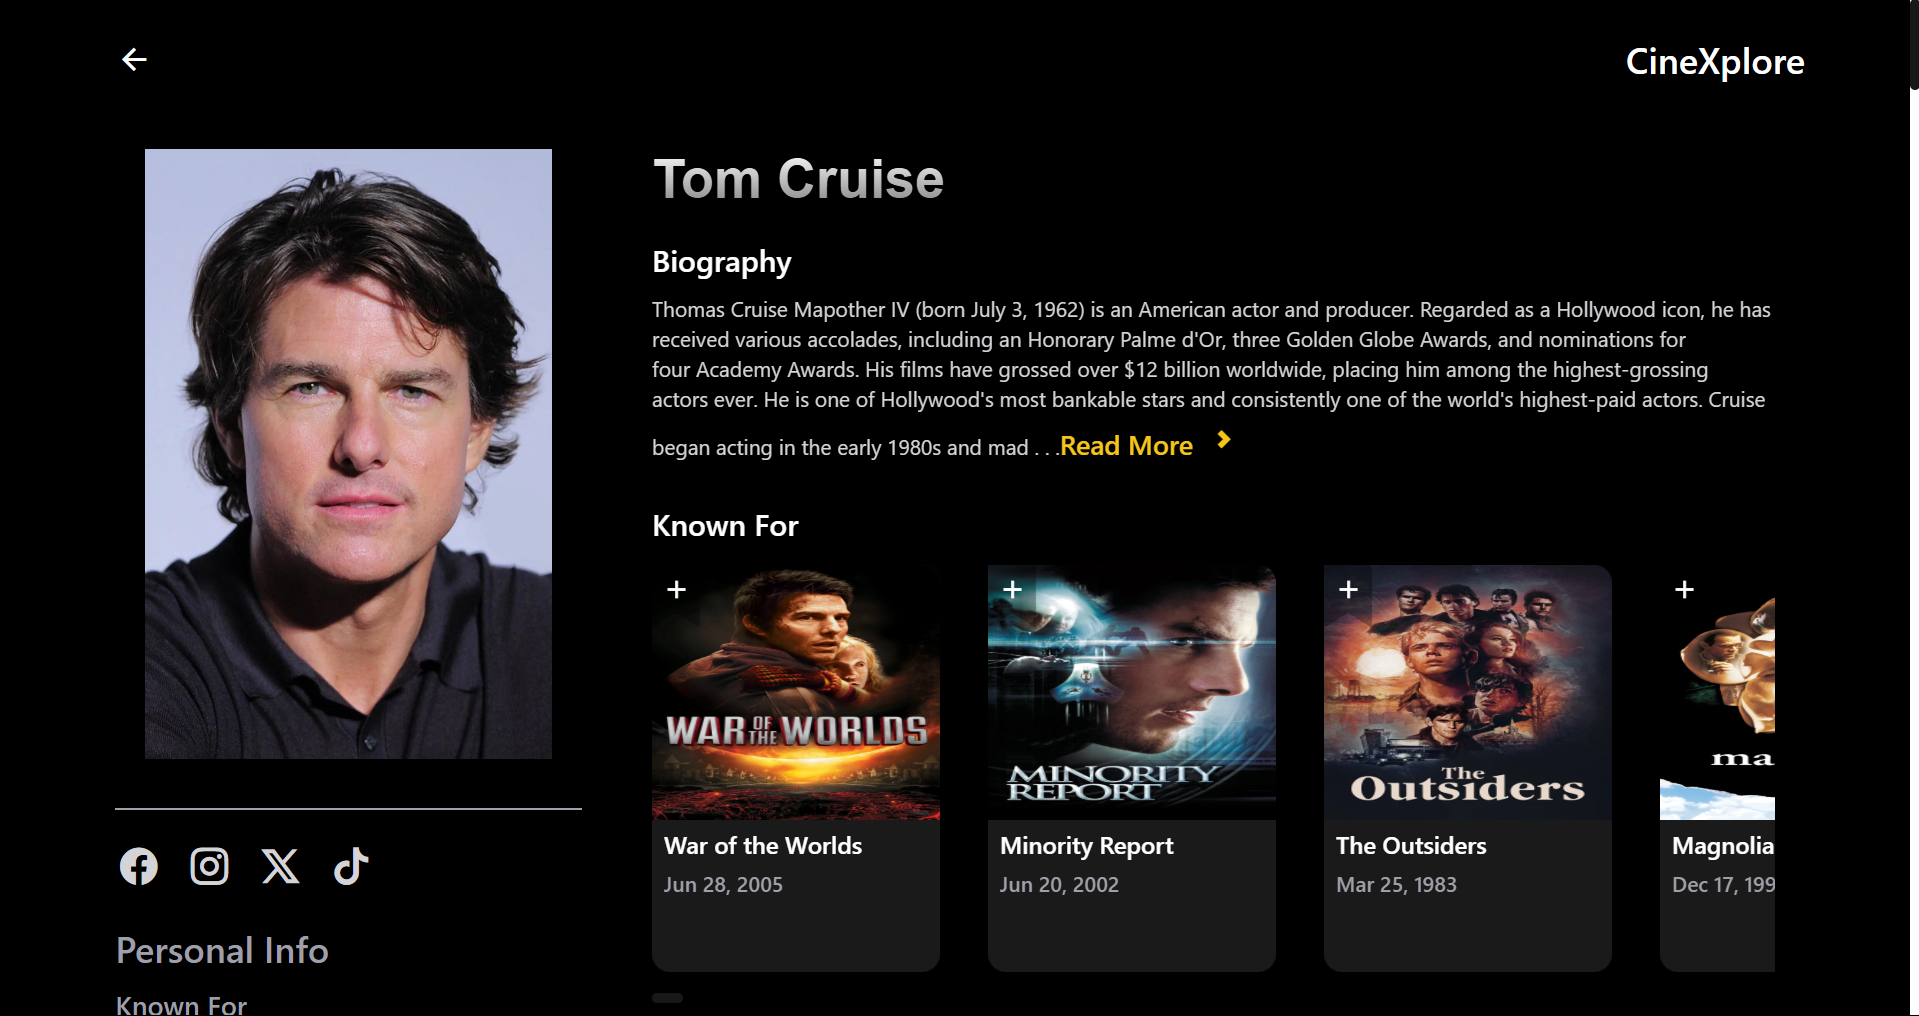 CineXplore
Tom Cruise
Biography
Thomas Cruise Mapother IV (born July 3, 1962) is an American actor and producer. Regarded as a Hollywood icon, he has
received various accolades, including an Honorary Palme d'Or, three Golden Globe Awards, and nominations for
four Academy Awards. His films have grossed over $12 billion worldwide, placing him among the highest-grossing
actors ever. He is one of Hollywood's most bankable stars and consistently one of the world's highest-paid actors. Cruise
began acting in the early 1980s and mad . . .Read More
Known For
WAR OF THE WORLDS
War of the Worlds
Jun 28, 2005
MINORITY
REPORT
Minority Report
Jun 20, 2002
The
Outsiders
The Outsiders
Mar 25, 1983
ma
Magnolia
Dec 17, 199
Personal Info
Known For